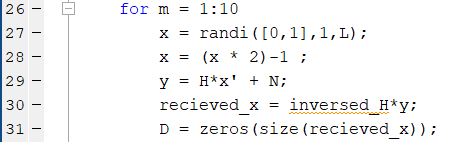 26 - for m = 1:10
27 - x = randi([0,1],1,L);
28 - x = (x * 2)-1 ;
29 - y = H*x' + N;
30 - recieved_x = inversed_H*y;
31 - D = zeros(size(recieved_x));